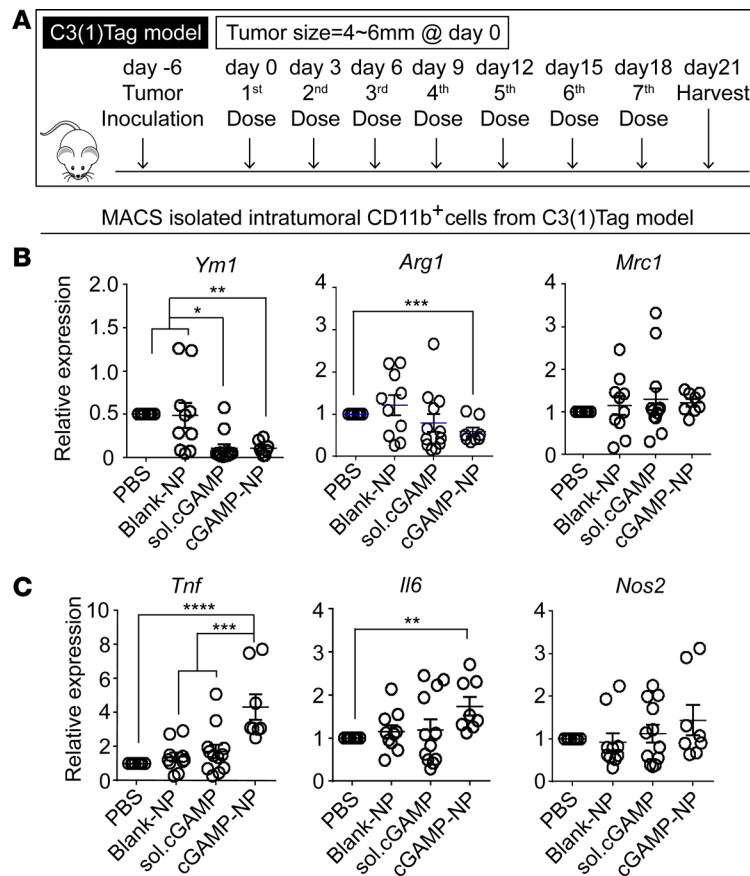 A
C3(1)Tag model
Tumor size=4~6mm @ day 0
day -6 day 0 day 3 day 6 day 9 day12 day15 day18 day21
Tumor 1st 2nd 3rd 4th 5th 6th 7th Harvest
Inoculation Dose Dose Dose Dose Dose Dose Dose
MACS isolated intratumoral CD11b+cells from C3(1)Tag model
B
Ym1 Arg1 Mrc1
Relative expression
2.0
1.5
1.0
0.5
0
**
*
PBS Blank-NP sol.cGAMP cGAMP-NP
4
3
2
1
0
***
PBS Blank-NP sol.cGAMP cGAMP-NP
4
3
2
1
0
PBS Blank-NP sol.cGAMP cGAMP-NP
C
Tnf Il6 Nos2
Relative expression
10
8
6
4
2
0
****
***
PBS Blank-NP sol.cGAMP cGAMP-NP
4
3
2
1
0
**
PBS Blank-NP sol.cGAMP cGAMP-NP
4
3
2
1
0
PBS Blank-NP sol.cGAMP cGAMP-NP